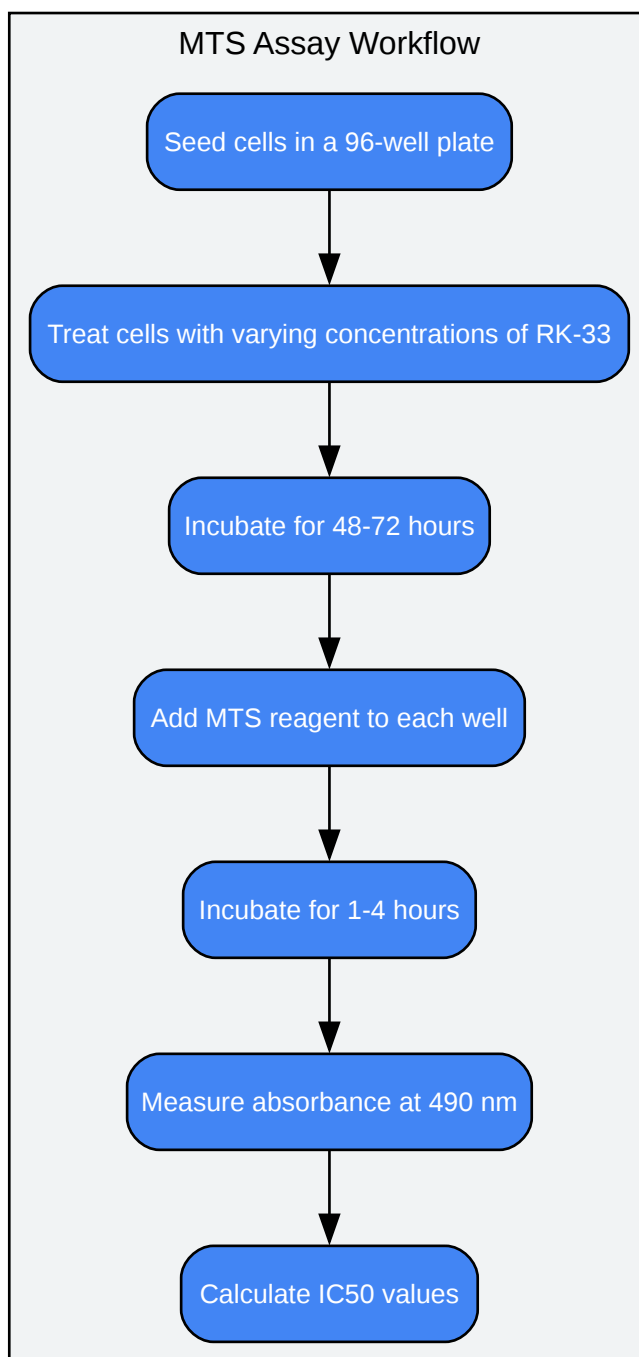 MTS Assay Workflow
Seed cells in a 96-well plate
Treat cells with varying concentrations of RK-33
Incubate for 48-72 hours
Add MTS reagent to each well
Incubate for 1-4 hours
Measure absorbance at 490 nm
Calculate IC50 values